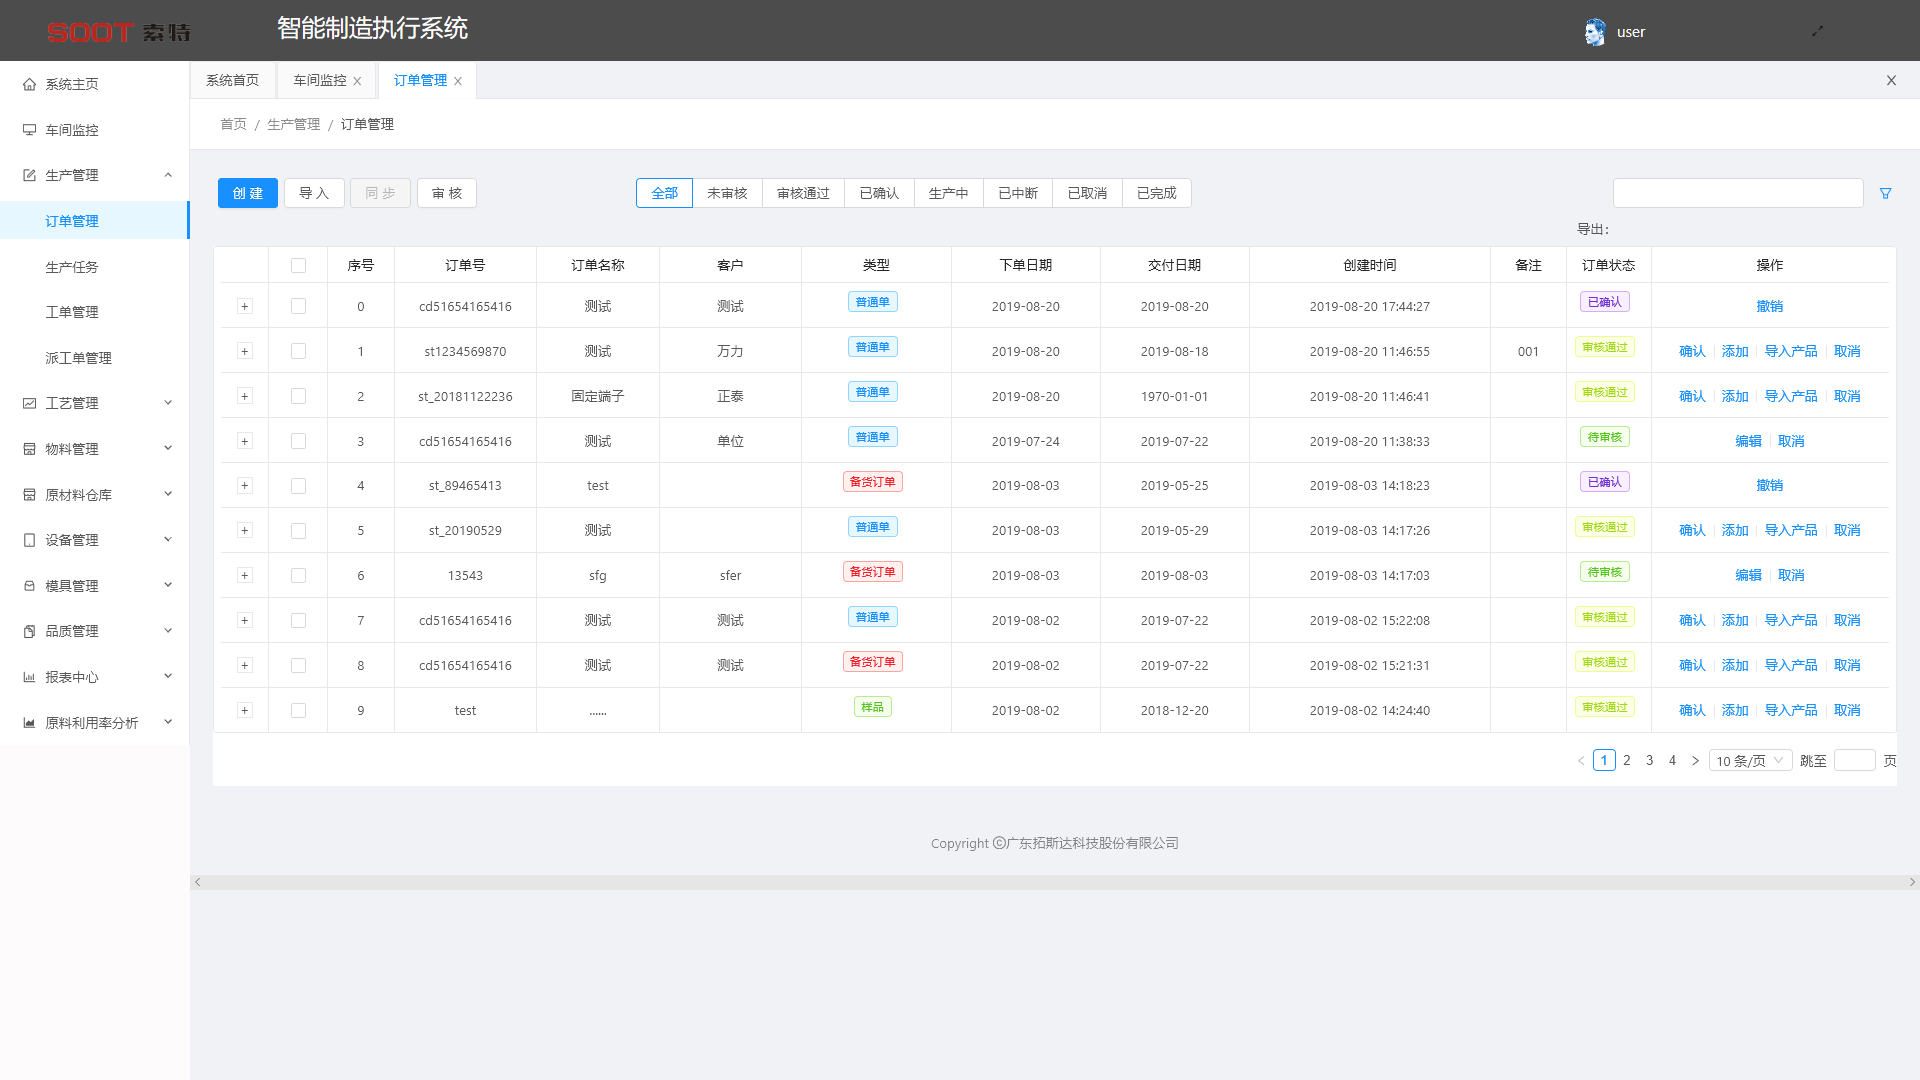 SOOT 索特
智能制造执行系统
user
系统主页
车间监控
生产管理
订单管理
生产任务
工单管理
派工单管理
工艺管理
物料管理
原材料仓库
设备管理
模具管理
品质管理
报表中心
原料利用率分析
系统首页 车间监控 订单管理
首页 / 生产管理 / 订单管理
创 建 导 入 同 步 审 核 全部 未审核 审核通过 已确认 生产中 已中断 已取消 已完成
导出：
序号 订单号 订单名称 客户 类型 下单日期 交付日期 创建时间 备注 订单状态 操作
0 cd51654165416 测试 测试 普通单 2019-08-20 2019-08-20 2019-08-20 17:44:27 已确认 撤销
1 st1234569870 测试 万力 普通单 2019-08-20 2019-08-18 2019-08-20 11:46:55 001 审核通过 确认 添加 导入产品 取消
2 st_20181122236 固定端子 正泰 普通单 2019-08-20 1970-01-01 2019-08-20 11:46:41 审核通过 确认 添加 导入产品 取消
3 cd51654165416 测试 单位 普通单 2019-07-24 2019-07-22 2019-08-20 11:38:33 待审核 编辑 取消
4 st_89465413 test 备货订单 2019-08-03 2019-05-25 2019-08-03 14:18:23 已确认 撤销
5 st_20190529 测试 普通单 2019-08-03 2019-05-29 2019-08-03 14:17:26 审核通过 确认 添加 导入产品 取消
6 13543 sfg sfer 备货订单 2019-08-03 2019-08-03 2019-08-03 14:17:03 待审核 编辑 取消
7 cd51654165416 测试 测试 普通单 2019-08-02 2019-07-22 2019-08-02 15:22:08 审核通过 确认 添加 导入产品 取消
8 cd51654165416 测试 测试 备货订单 2019-08-02 2019-07-22 2019-08-02 15:21:31 审核通过 确认 添加 导入产品 取消
9 test ...... 样品 2019-08-02 2018-12-20 2019-08-02 14:24:40 审核通过 确认 添加 导入产品 取消
1 2 3 4 10 条/页 跳至 页
Copyright ©广东拓斯达科技股份有限公司